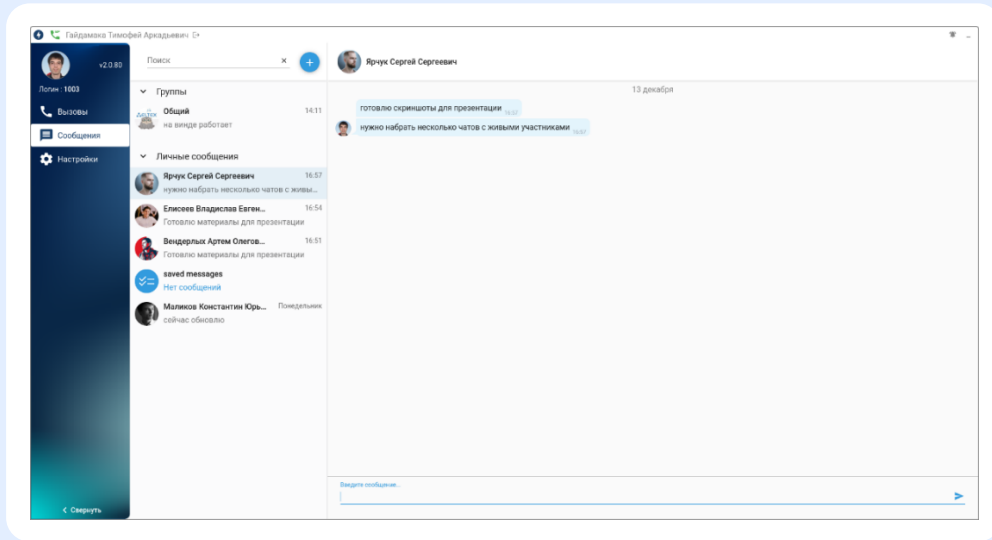 Гайдамака Тимофей Аркадьевич
v2.0.80
Логин : 1003
Вызовы
Сообщения
Настройки
Свернуть
Поиск
Группы
Общий 14:11
на винде работает
Личные сообщения
Ярчук Сергей Сергеевич 16:57
нужно набрать несколько чатов с живы...
Елисеев Владислав Евген... 16:54
Готовлю материалы для презентации
Вендерлых Артем Олегов... 16:51
Готовлю материалы для презентации
saved messages
Нет сообщений
Маликов Константин Юрь... Понедельник
сейчас обновлю
Ярчук Сергей Сергеевич
13 декабря
готовлю скриншоты для презентации 16:57
нужно набрать несколько чатов с живыми участниками 16:57
Введите сообщение...